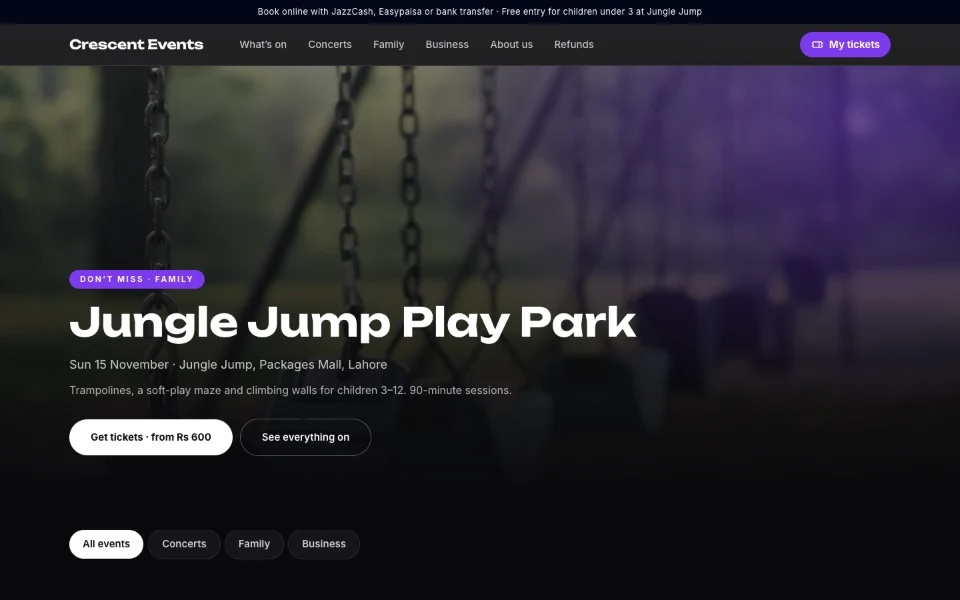 Book online with JazzCash, Easypaisa or bank transfer · Free entry for children under 3 at Jungle Jump
Crescent Events
What's on
Concerts
Family
Business
About us
Refunds
My tickets
DON'T MISS · FAMILY
Jungle Jump Play Park
Sun 15 November · Jungle Jump, Packages Mall, Lahore
Trampolines, a soft-play maze and climbing walls for children 3–12. 90-minute sessions.
Get tickets · from Rs 600
See everything on
All events
Concerts
Family
Business